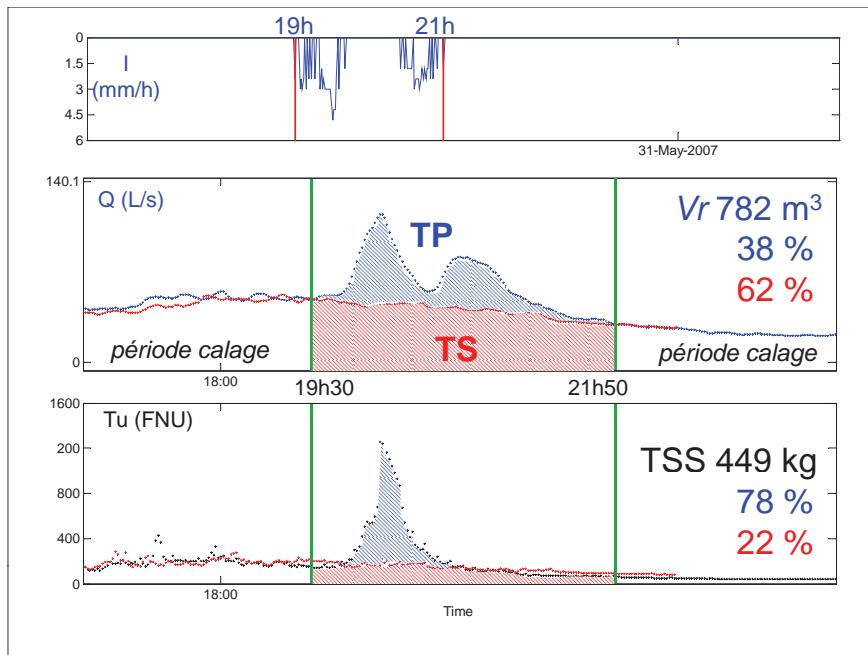 19h 21h
0
1.5
3
4.5
6
I
(mm/h)
31-May-2007
140.1
0
Q (L/s)
TP
TS
Vr 782 m³
38 %
62 %
période calage
période calage
18:00
19h30
21h50
1600
200
800
400
0
Tu (FNU)
TSS 449 kg
78 %
22 %
18:00
Time